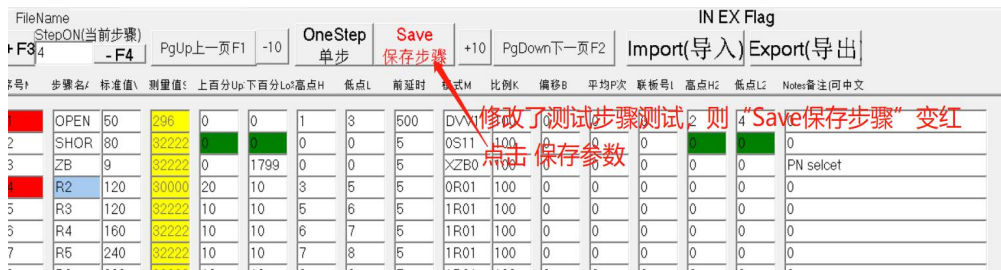 FileName
IN EX Flag
StepON(当前步骤)
+ F3 4 - F4 PgUp上一页F1 -10 OneStep 单步 Save 保存步骤 +10 PgDown下一页F2 Import(导入) Export(导出)
步骤名 标准值 测量值 上百分Up 下百分Lo 高点H 低点L 前延时 模式M 比例K 偏移B 平均P次 联板号 高点H2 低点L2 Notes备注(可中文
OPEN 50 296 0 0 1 3 500 2 4
2 SHOR 80 32222 0 0 0 0 5 0S11 0
3 ZB 9 32222 0 1799 0 0 5 XZB0 100 0 0 0 0 0 0 PN selcet
4 R2 120 30000 20 10 3 5 5 0R01 100 0 0 0 0 0 0 0
5 R3 120 32222 10 10 5 6 5 1R01 100 0 0 0 0 0 0 0
6 R4 160 32222 10 10 6 7 5 1R01 100 0 0 0 0 0 0 0
7 R5 240 32222 10 10 7 8 5 1R01 100 0 0 0 0 0 0 0
修改了测试步骤测试，则“Save保存步骤”变红
点击 保存参数